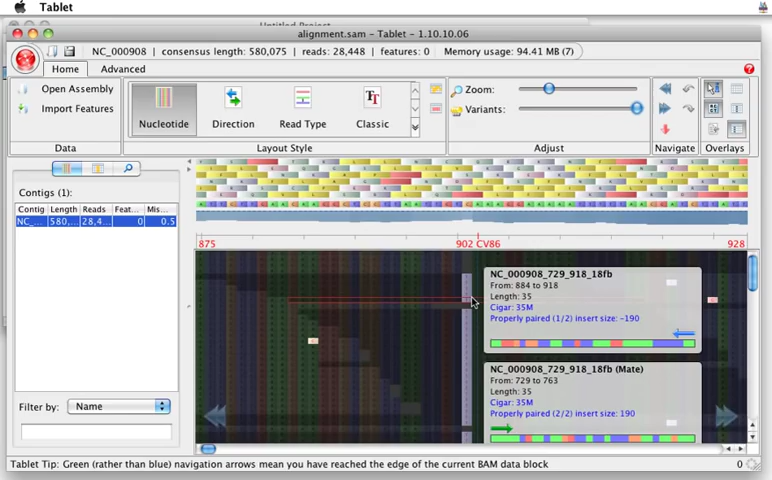 Tablet
Untitled Project
alignment.sam - Tablet - 1.10.10.06
NC_000908 | consensus length: 580,075 | reads: 28,448 | features: 0 | Memory usage: 94.41 MB (7)
Home Advanced
Open Assembly
Import Features
Data
Nucleotide Direction Read Type Classic
Layout Style
Zoom:
Variants:
Adjust
Navigate
Overlays
Contigs (1):
Contig Length Reads Feat... Mis...
NC_... 580,... 28,4... 0 0.5
Filter by: Name
875 902 CV86 928
NC_000908_729_918_18fb
From: 884 to 918
Length: 35
Cigar: 35M
Properly paired (1/2) insert size: -190
NC_000908_729_918_18fb (Mate)
From: 729 to 763
Length: 35
Cigar: 35M
Properly paired (2/2) insert size: 190
Tablet Tip: Green (rather than blue) navigation arrows mean you have reached the edge of the current BAM data block 0